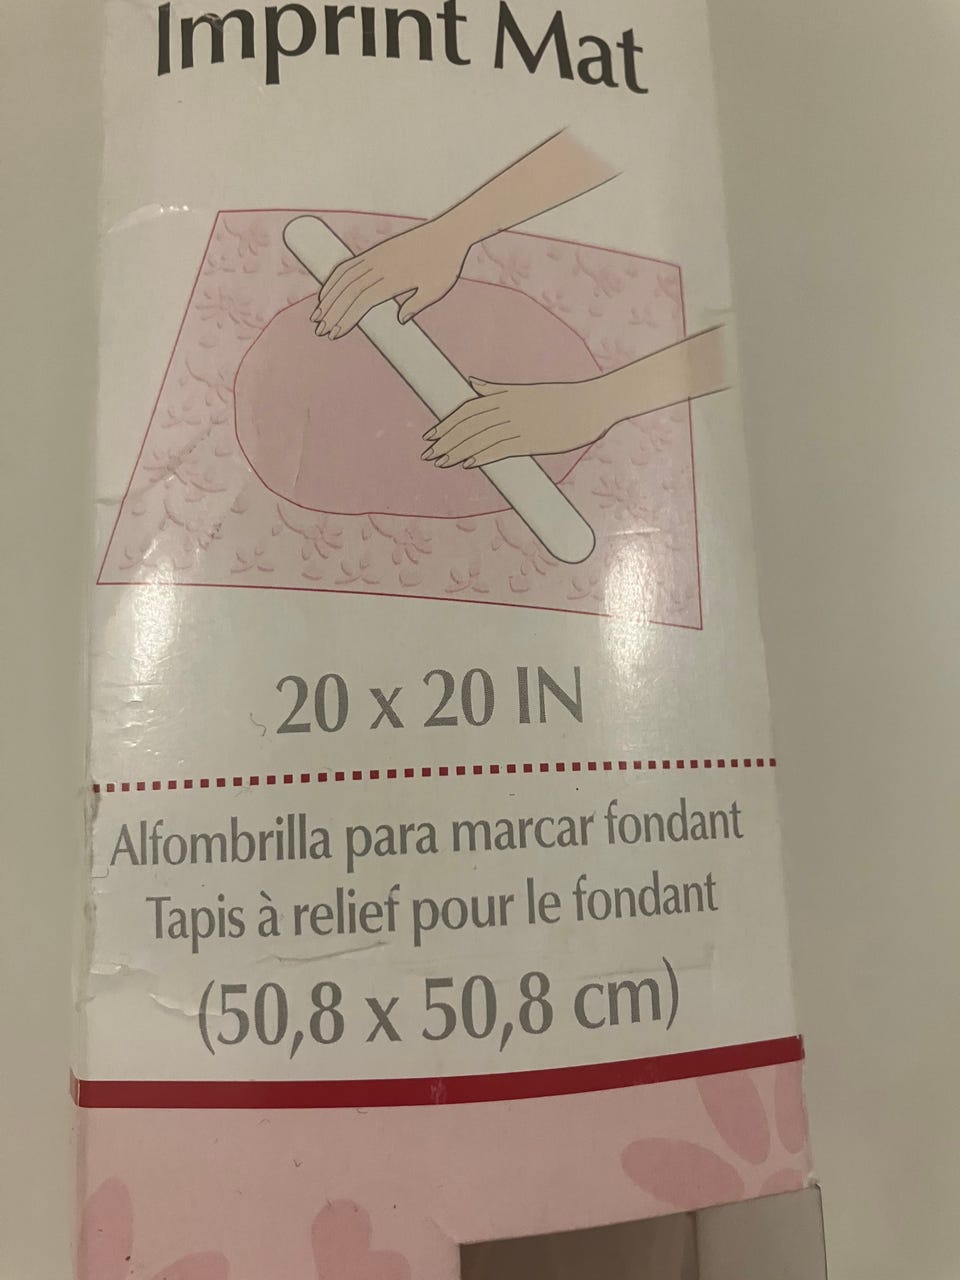 Imprint Mat
20 x 20 IN
Alfombrilla para marcar fondant
Tapis à relief pour le fondant
(50,8 x 50,8 cm)